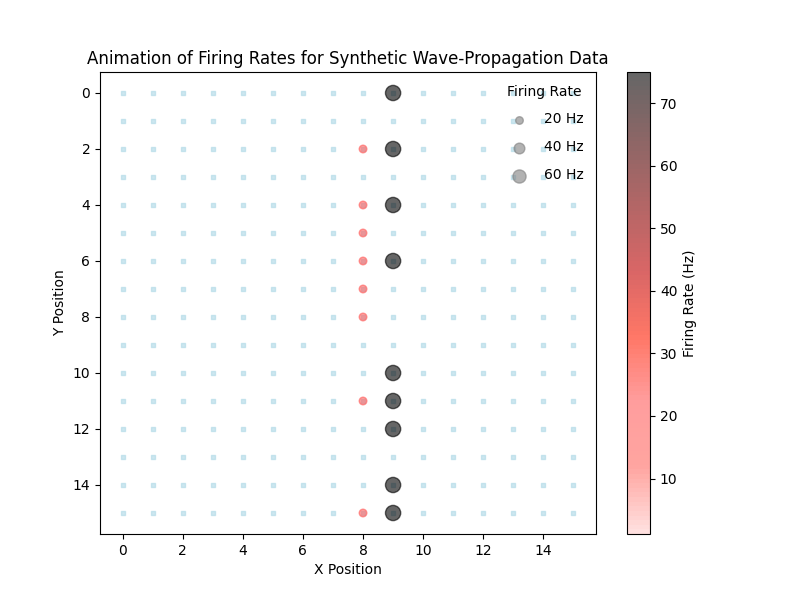 Animation of Firing Rates for Synthetic Wave-Propagation Data
Firing Rate
20 Hz
40 Hz
60 Hz
0
2
4
6
8
10
12
14
Y Position
0
2
4
6
8
10
12
14
X Position
70
60
50
40
30
20
10
Firing Rate (Hz)